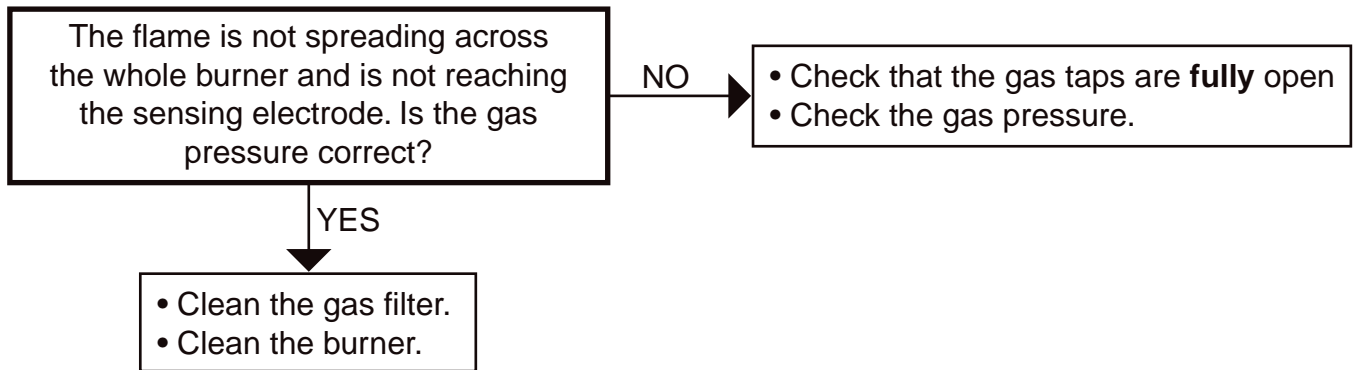 The flame is not spreading across
the whole burner and is not reaching
the sensing electrode. Is the gas
pressure correct?
NO
• Check that the gas taps are fully open
• Check the gas pressure.
YES
• Clean the gas filter.
• Clean the burner.